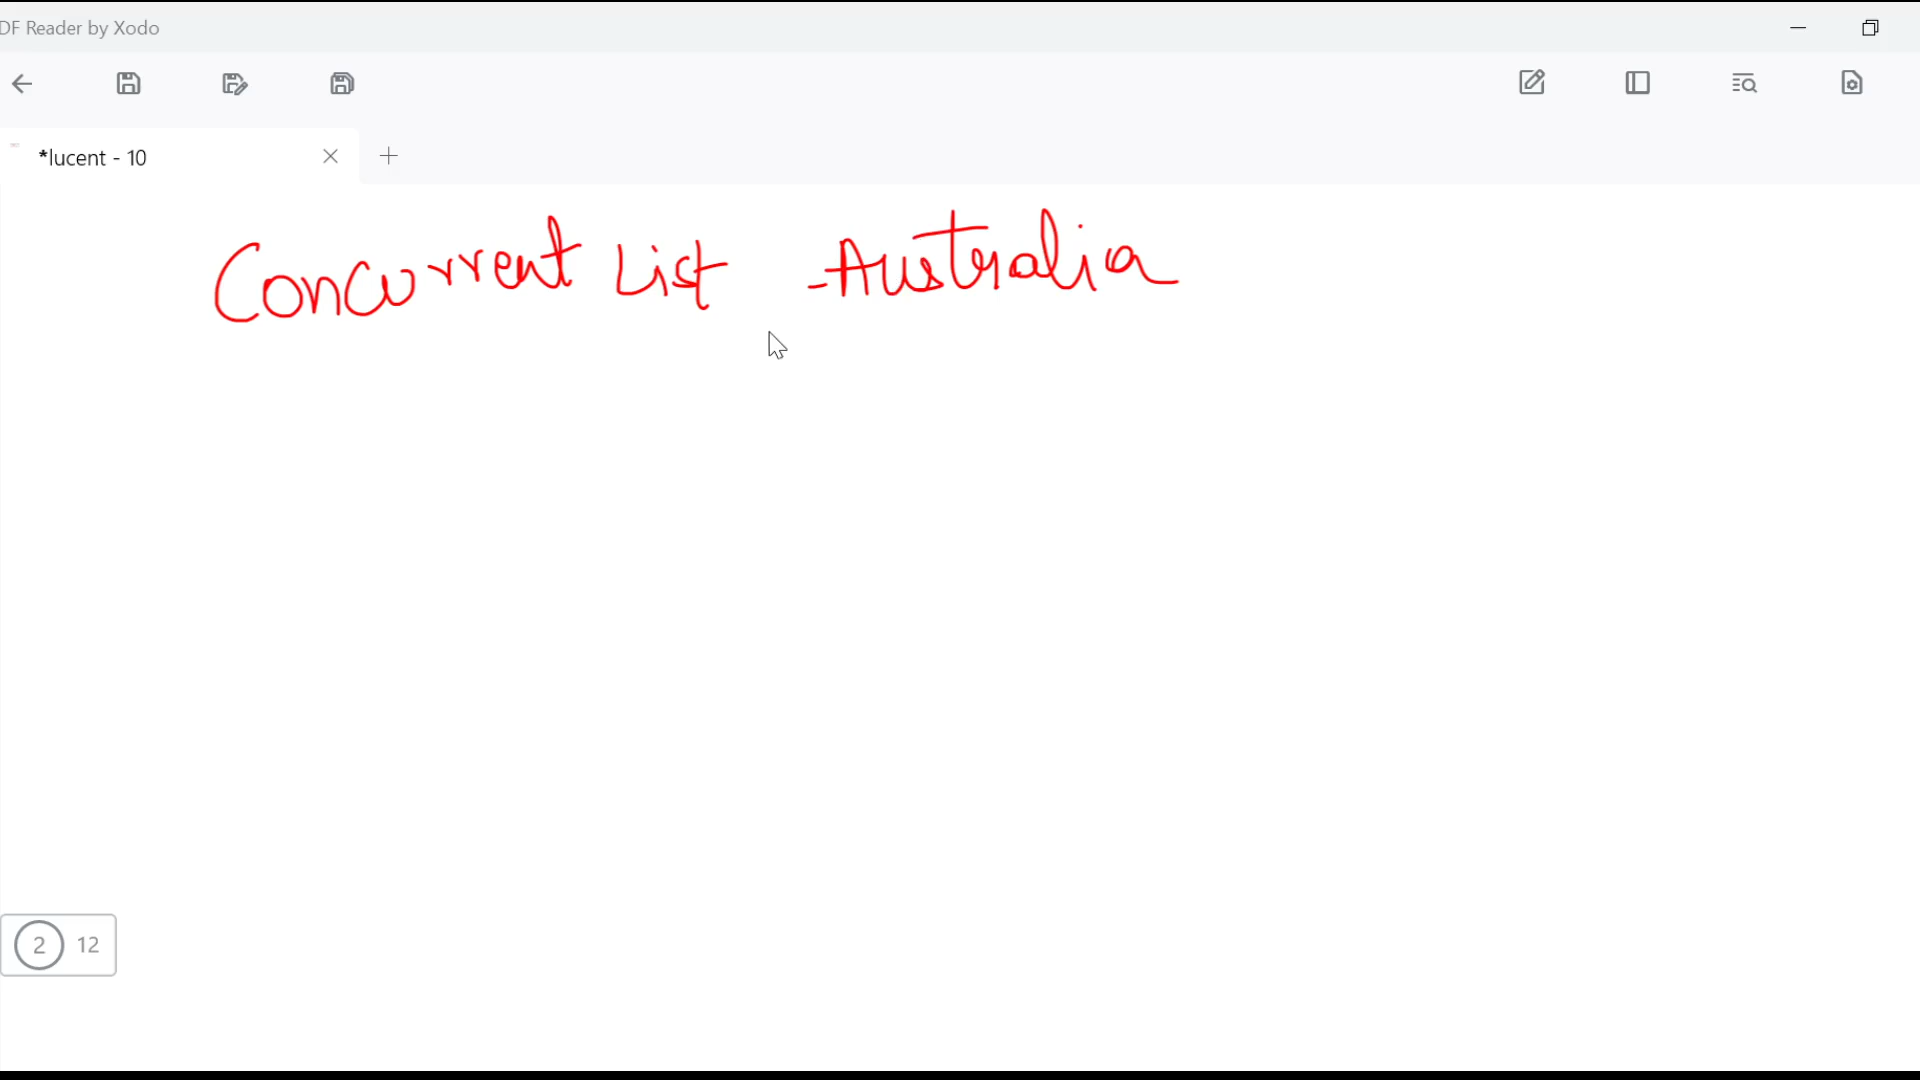 DF Reader by Xodo
*lucent - 10
Concurrent List - Australia
2 12